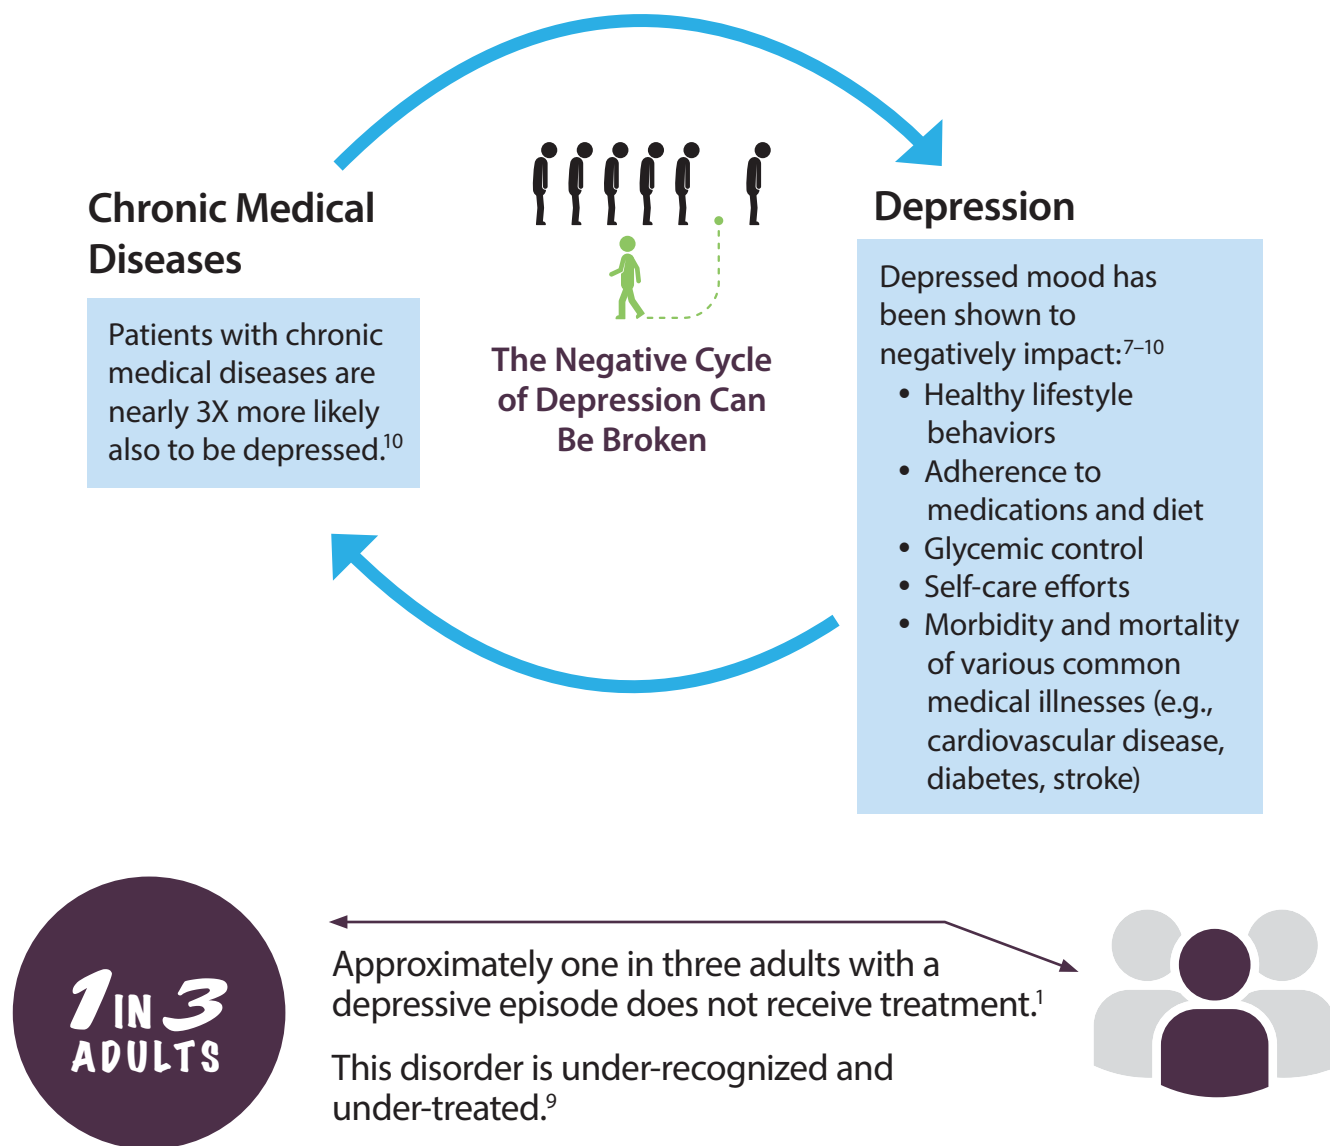 Chronic Medical
Diseases
Patients with chronic
medical diseases are
nearly 3X more likely
also to be depressed.10
The Negative Cycle
of Depression Can
Be Broken
Depression
Depressed mood has
been shown to
negatively impact:7–10
• Healthy lifestyle
behaviors
• Adherence to
medications and diet
• Glycemic control
• Self-care efforts
• Morbidity and mortality
of various common
medical illnesses (e.g.,
cardiovascular disease,
diabetes, stroke)
1 IN 3
ADULTS
Approximately one in three adults with a
depressive episode does not receive treatment.1
This disorder is under-recognized and
under-treated.9